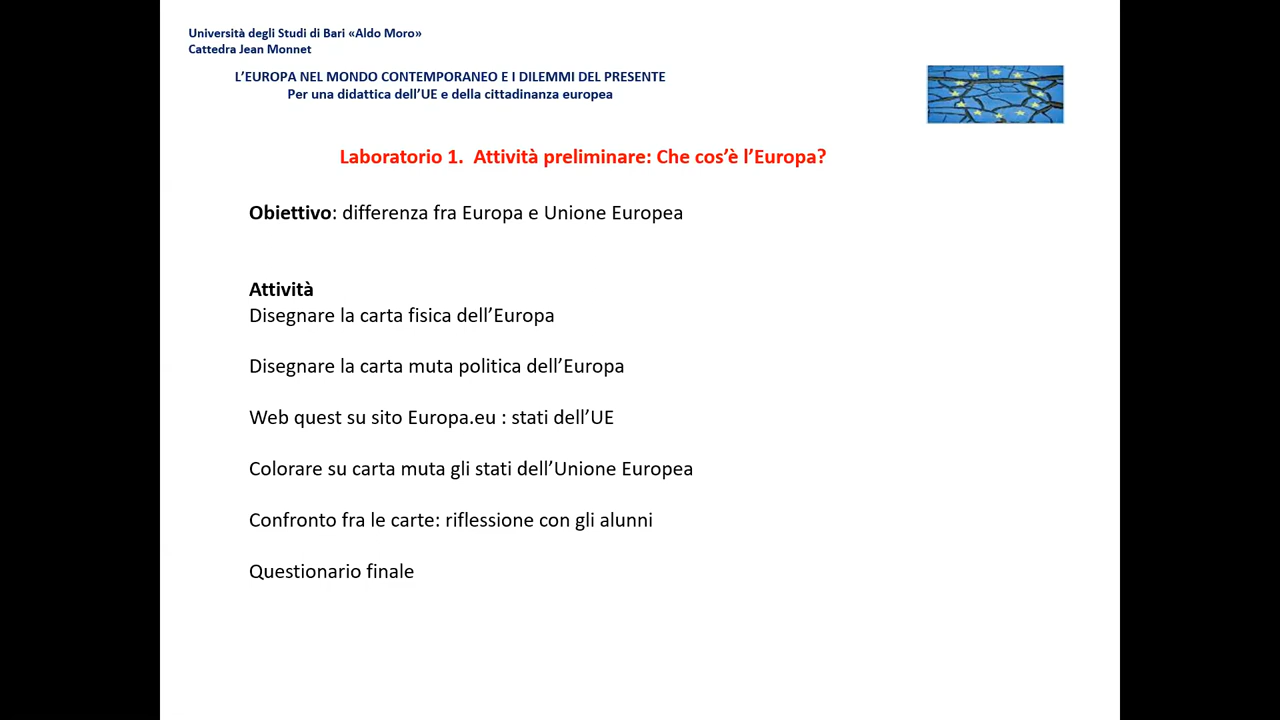 Università degli Studi di Bari «Aldo Moro»
Cattedra Jean Monnet
L’EUROPA NEL MONDO CONTEMPORANEO E I DILEMMI DEL PRESENTE
Per una didattica dell’UE e della cittadinanza europea
Laboratorio 1.  Attività preliminare: Che cos’è l’Europa?
Obiettivo: differenza fra Europa e Unione Europea
Attività
Disegnare la carta fisica dell’Europa
Disegnare la carta muta politica dell’Europa
Web quest su sito Europa.eu : stati dell’UE
Colorare su carta muta gli stati dell’Unione Europea
Confronto fra le carte: riflessione con gli alunni
Questionario finale